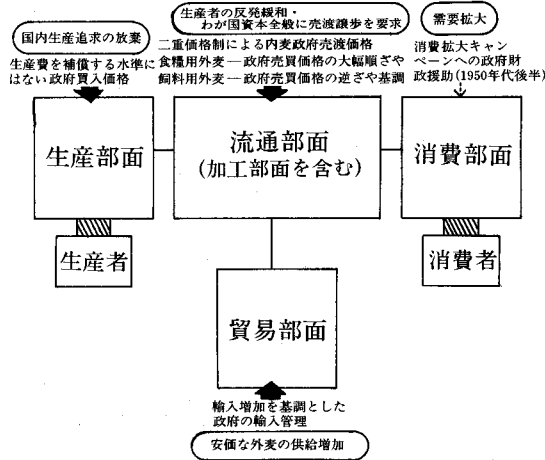 国内生産追求の放棄
生産費を補償する水準に
はない政府買入価格
生産者の反発緩和・
わが国資本全般に売渡譲歩を要求
二重価格制による内麦政府売渡価格
食糧用外麦―政府売買価格の大幅順ざや
飼料用外麦―政府売買価格の逆ざや基調
需要拡大
消費拡大キャン
ペーンへの政府財
政援助(1950年代後半)
生産部面
流通部面
(加工部面を含む)
消費部面
生産者
消費者
貿易部面
輸入増加を基調とした
政府の輸入管理
安価な外麦の供給増加